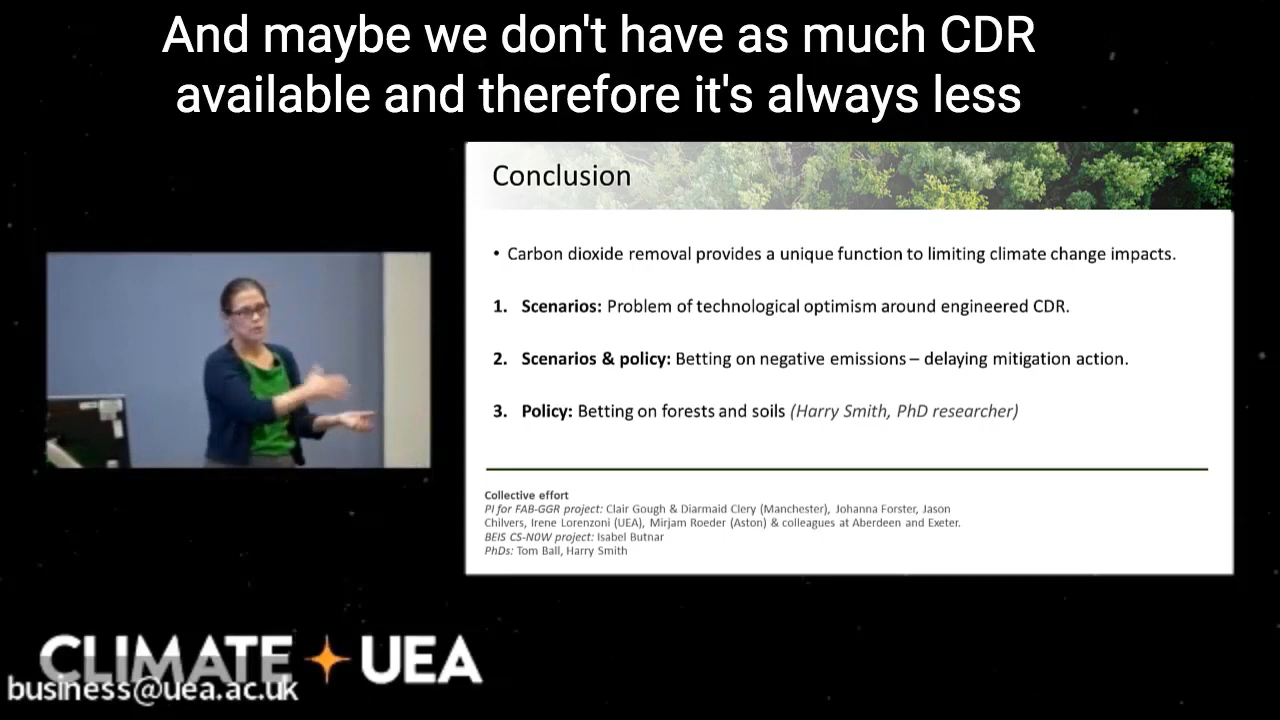 And maybe we don't have as much CDR
available and therefore it's always less
Conclusion
• Carbon dioxide removal provides a unique function to limiting climate change impacts.
1. Scenarios: Problem of technological optimism around engineered CDR.
2. Scenarios & policy: Betting on negative emissions – delaying mitigation action.
3. Policy: Betting on forests and soils (Harry Smith, PhD researcher)
Collective effort
PI for FAB-GGR project: Clair Gough & Diarmaid Clery (Manchester), Johanna Forster, Jason
Chilvers, Irene Lorenzoni (UEA), Mirjam Roeder (Aston) & colleagues at Aberdeen and Exeter.
BEIS CS-N0W project: Isabel Butnar
PhDs: Tom Ball, Harry Smith
CLIMATE UEA
business@uea.ac.uk